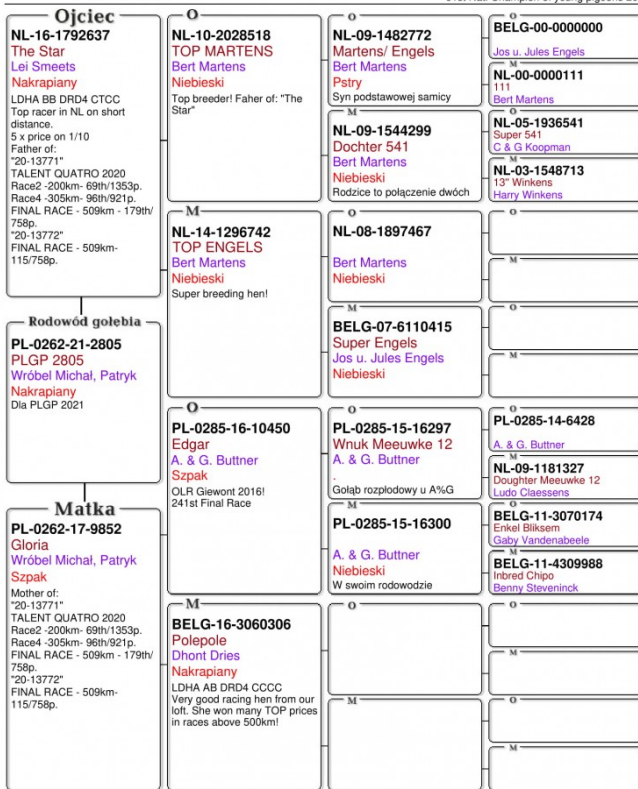 Ojciec
NL-16-1792637
The Star
Lei Smeets
Nakrapiany
LDHA BB DRD4 CTCC
Top racer in NL on short
distance.
5 x price on 1/10
Father of:
"20-13771"
TALENT QUATRO 2020
Race2 -200km- 69th/1353p.
Race4 -305km- 96th/921p.
FINAL RACE - 509km - 179th/
758p.
"20-13772"
FINAL RACE - 509km-
115/758p.
Rodowód gołębia
PL-0262-21-2805
PLGP 2805
Wróbel Michał, Patryk
Nakrapiany
Dla PLGP 2021
Matka
PL-0262-17-9852
Gloria
Wróbel Michał, Patryk
Szpak
Mother of:
"20-13771"
TALENT QUATRO 2020
Race2 -200km- 69th/1353p.
Race4 -305km- 96th/921p.
FINAL RACE - 509km - 179th/
758p.
"20-13772"
FINAL RACE - 509km-
115/758p.
O
NL-10-2028518
TOP MARTENS
Bert Martens
Niebieski
Top breeder! Faher of: "The
Star"
M
NL-14-1296742
TOP ENGELS
Bert Martens
Niebieski
Super breeding hen!
O
PL-0285-16-10450
Edgar
A. & G. Buttner
Szpak
OLR Giewont 2016!
241st Final Race
M
BELG-16-3060306
Polepole
Dhont Dries
Nakrapiany
LDHA AB DRD4 CCCC
Very good racing hen from our
loft. She won many TOP prices
in races above 500km!
O
NL-09-1482772
Martens/ Engels
Bert Martens
Pstry
Syn podstawowej samicy
M
NL-09-1544299
Dochter 541
Bert Martens
Niebieski
Rodzice to połączenie dwóch
O
NL-08-1897467
Bert Martens
Niebieski
M
BELG-07-6110415
Super Engels
Jos u. Jules Engels
Niebieski
O
PL-0285-15-16297
Wnuk Meeuwke 12
A. & G. Buttner
.
Gołąb rozpłodowy u A%G
M
PL-0285-15-16300
A. & G. Buttner
Niebieski
W swoim rodowodzie
O
M
O
BELG-00-0000000
Jos u. Jules Engels
M
NL-00-0000111
111
Bert Martens
O
NL-05-1936541
Super 541
C & G Koopman
M
NL-03-1548713
13" Winkens
Harry Winkens
O
M
O
M
O
PL-0285-14-6428
A. & G. Buttner
M
NL-09-1181327
Doughter Meeuwke 12
Ludo Claessens
O
BELG-11-3070174
Enkel Bliksem
Gaby Vandenabeele
M
BELG-11-4309988
Inbred Chipo
Benny Steveninck
O
M
O
M